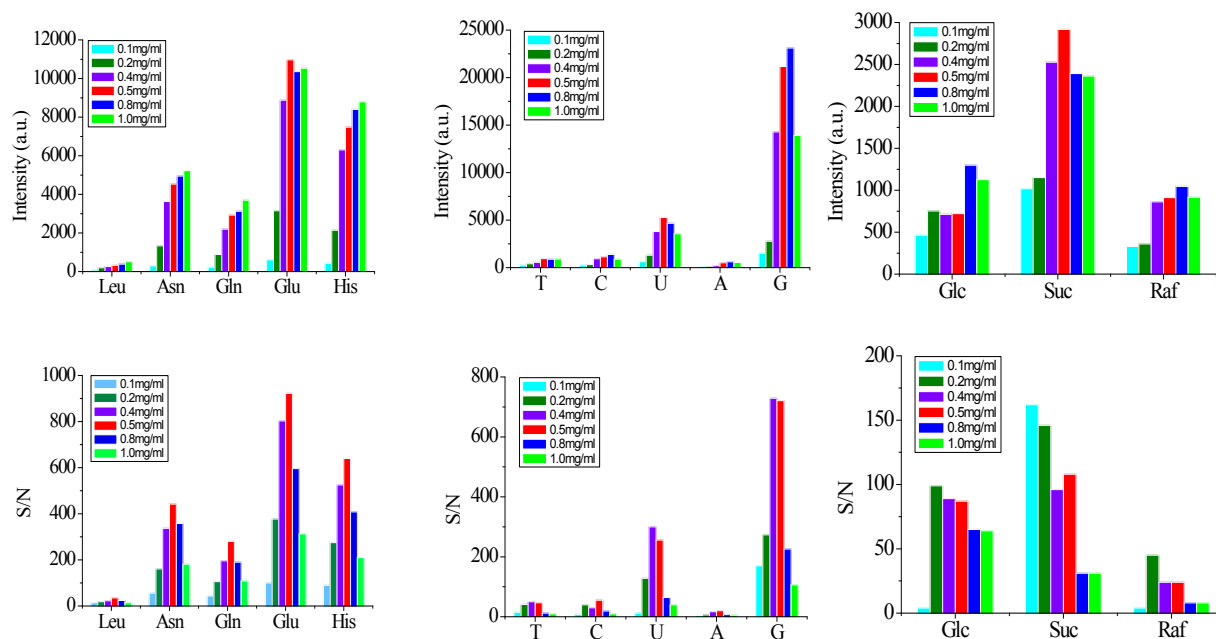 12000
10000
8000
6000
4000
2000
0
Intensity (a.u.)
0.1mg/ml
0.2mg/ml
0.4mg/ml
0.5mg/ml
0.8mg/ml
1.0mg/ml
Leu Asn Gln Glu His
25000
20000
15000
10000
5000
0
Intensity (a.u.)
0.1mg/ml
0.2mg/ml
0.4mg/ml
0.5mg/ml
0.8mg/ml
1.0mg/ml
T C U A G
3000
2500
2000
1500
1000
500
0
Intensity (a.u.)
0.1mg/ml
0.2mg/ml
0.4mg/ml
0.5mg/ml
0.8mg/ml
1.0mg/ml
Glc Suc Raf
1000
800
600
400
200
0
S/N
0.1mg/ml
0.2mg/ml
0.4mg/ml
0.5mg/ml
0.8mg/ml
1.0mg/ml
Leu Asn Gln Glu His
800
600
400
200
0
S/N
0.1mg/ml
0.2mg/ml
0.4mg/ml
0.5mg/ml
0.8mg/ml
1.0mg/ml
T C U A G
200
150
100
50
0
S/N
0.1mg/ml
0.2mg/ml
0.4mg/ml
0.5mg/ml
0.8mg/ml
1.0mg/ml
Glc Suc Raf